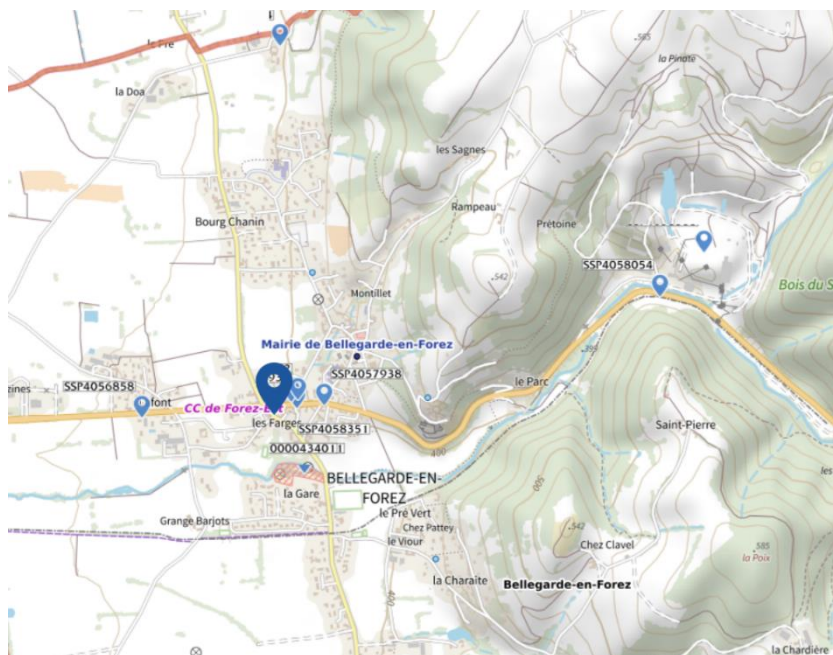 le Pré
la Doa
565
la Pinate
les Sagnes
Rampeau
Bourg Chanin
Prétoine
SSP4058054
542
Bois du S
Montillet
Mairie de Bellegarde-en-Forez
SSP4056858
SSP4057938
le Parc
CC de Forez-Est
les Farges
SSP4058351
Saint-Pierre
400
0000434011
BELLEGARDE-EN-
FOREZ
500
la Gare
le Pré Vert
Grange Barjots
Chez Pattey
le Viour
542
Chez Clavel
585
la Poix
la Charaite
Bellegarde-en-Forez
400
la Chardière